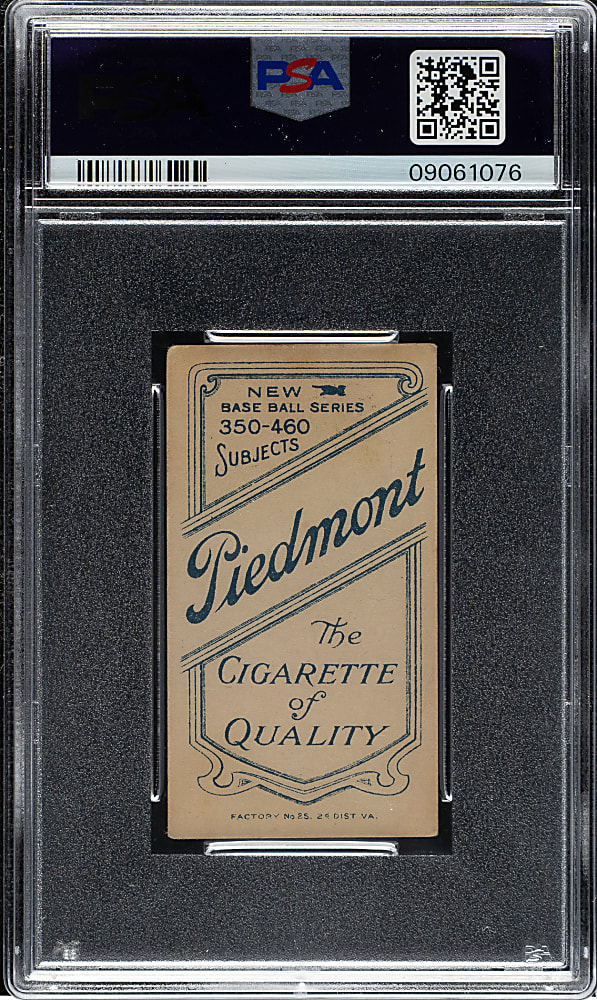 PSA
09061076
NEW
BASE BALL SERIES
350-460
SUBJECTS
Piedmont
The
CIGARETTE
of
QUALITY
FACTORY No 25. 2d DIST VA.